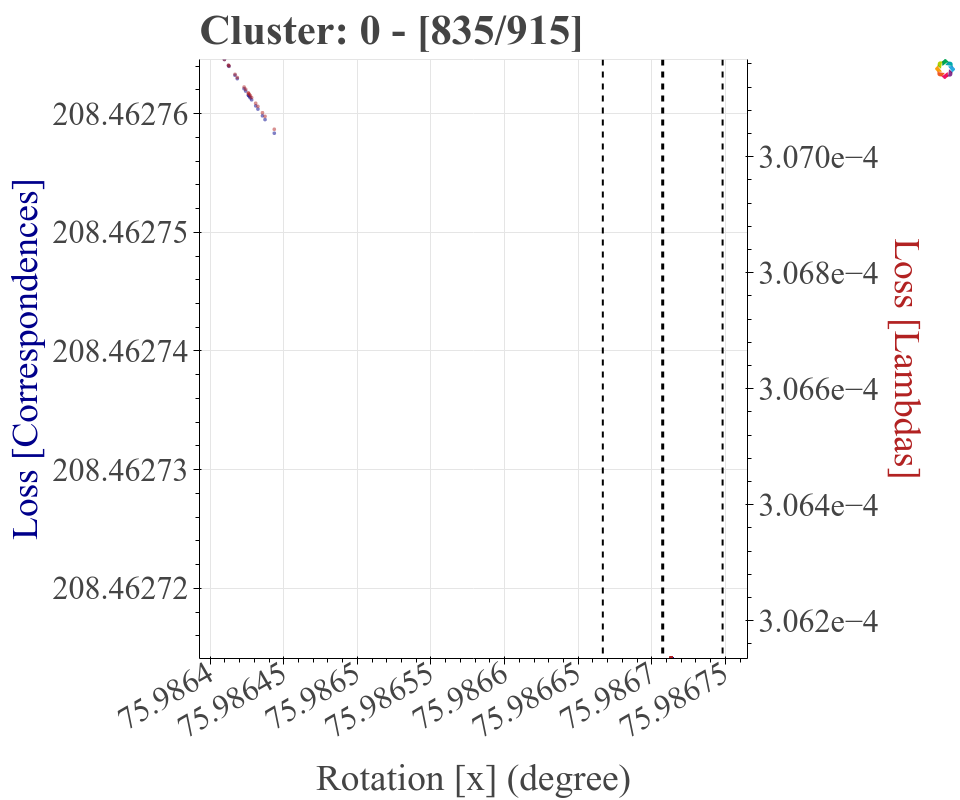 Cluster: 0 - [835/915]
Loss [Correspondences]
208.46276
208.46275
208.46274
208.46273
208.46272
3.070e−4
3.068e−4
3.066e−4
3.064e−4
3.062e−4
Loss [Lambdas]
75.9864
75.98645
75.9865
75.98655
75.9866
75.98665
75.9867
75.98675
Rotation [x] (degree)